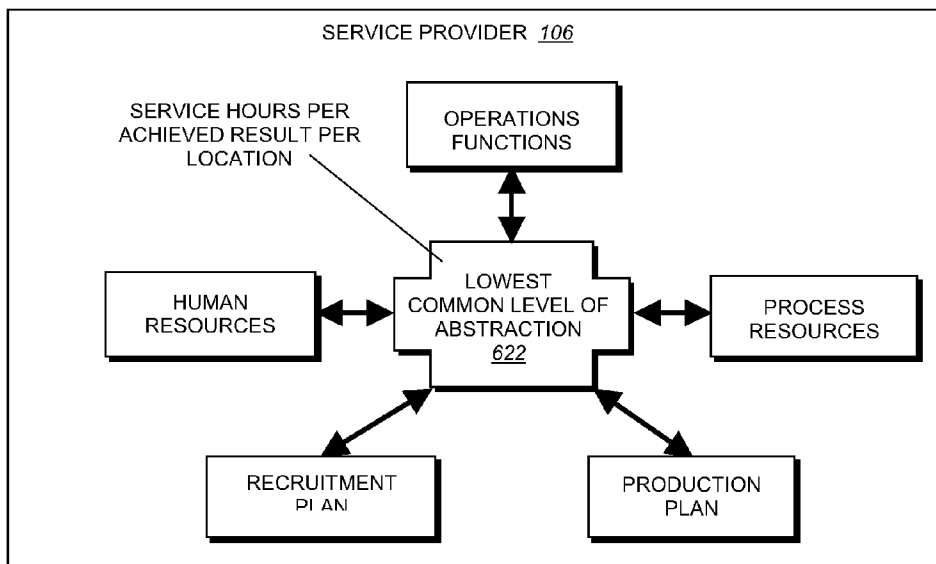 SERVICE PROVIDER 106
SERVICE HOURS PER
ACHIEVED RESULT PER
LOCATION
OPERATIONS
FUNCTIONS
HUMAN
RESOURCES
LOWEST
COMMON LEVEL OF
ABSTRACTION
622
PROCESS
RESOURCES
RECRUITMENT
PLAN
PRODUCTION
PLAN